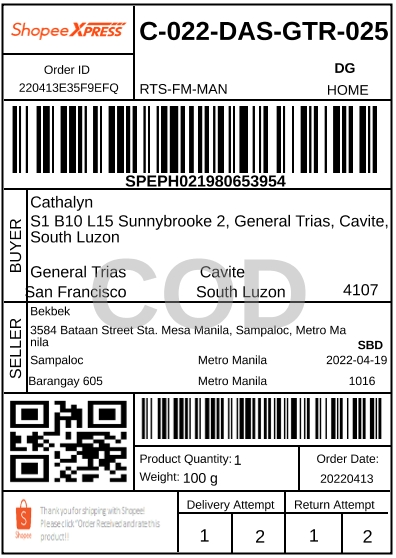 Shopee XPRESS
C-022-DAS-GTR-025
Order ID
220413E35F9EFQ
RTS-FM-MAN
DG
HOME
SPEPH021980653954
BUYER
Cathalyn
S1 B10 L15 Sunnybrooke 2, General Trias, Cavite,
South Luzon
General Trias Cavite
San Francisco South Luzon 4107
COD
SELLER
Bekbek
3584 Bataan Street Sta. Mesa Manila, Sampaloc, Metro Ma
nila
SBD
Sampaloc Metro Manila 2022-04-19
Barangay 605 Metro Manila 1016
Product Quantity: 1
Weight: 100 g
Order Date:
20220413
Shopee
Thank you for shipping with Shopee!
Please click "Order Received and rate this
product!!
Delivery Attempt Return Attempt
1 2 1 2